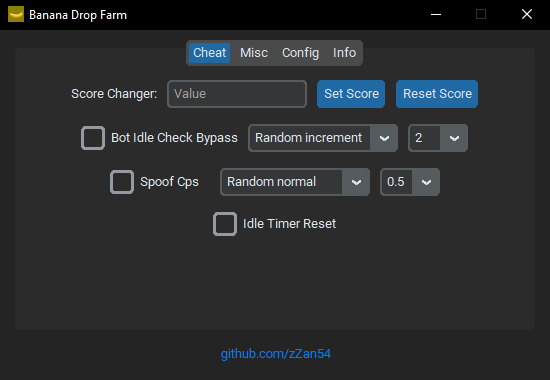 Banana Drop Farm
Cheat Misc Config Info
Score Changer: Value Set Score Reset Score
Bot Idle Check Bypass Random increment 2
Spoof Cps Random normal 0.5
Idle Timer Reset
github.com/zZan54